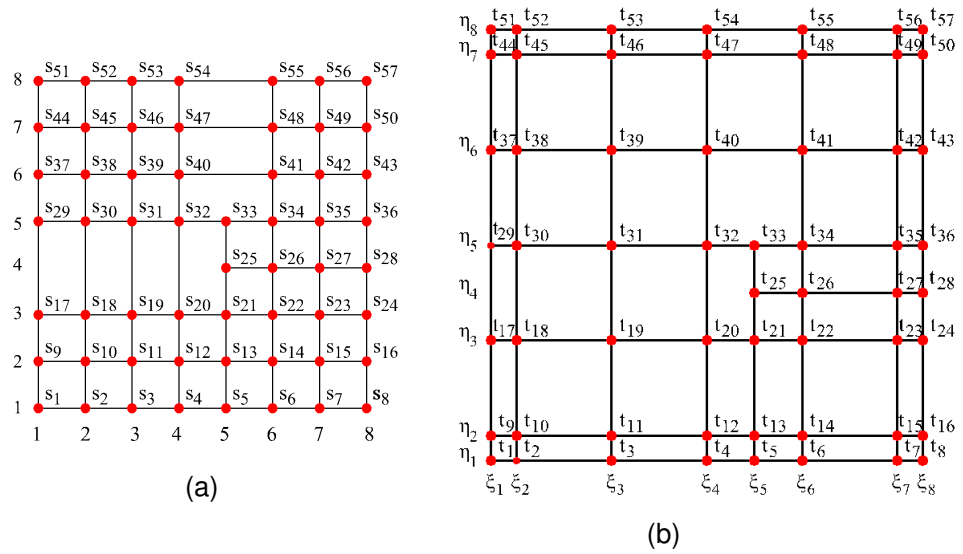 8 s51 s52 s53 s54 s55 s56 s57
7 s44 s45 s46 s47 s48 s49 s50
6 s37 s38 s39 s40 s41 s42 s43
5 s29 s30 s31 s32 s33 s34 s35 s36
4 s25 s26 s27 s28
3 s17 s18 s19 s20 s21 s22 s23 s24
2 s9 s10 s11 s12 s13 s14 s15 s16
1 s1 s2 s3 s4 s5 s6 s7 s8
1 2 3 4 5 6 7 8
(a)
η8 t51 t52 t53 t54 t55 t56 t57
η7 t44 t45 t46 t47 t48 t49 t50
η6 t37 t38 t39 t40 t41 t42 t43
η5 t29 t30 t31 t32 t33 t34 t35 t36
η4 t25 t26 t27 t28
η3 t17 t18 t19 t20 t21 t22 t23 t24
η2 t9 t10 t11 t12 t13 t14 t15 t16
η1 t1 t2 t3 t4 t5 t6 t7 t8
ξ1 ξ2 ξ3 ξ4 ξ5 ξ6 ξ7 ξ8
(b)